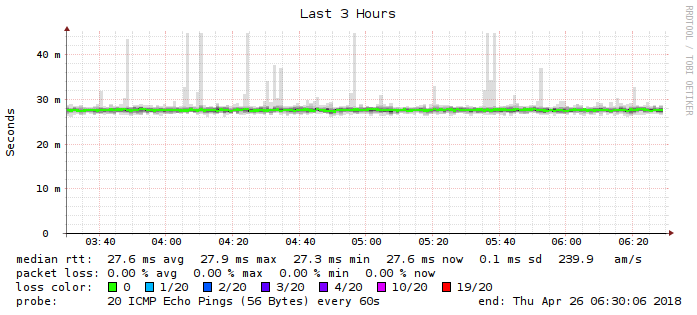 Last 3 Hours
RRDTOOL / TOBI OETIKER
Seconds
40 m
30 m
20 m
10 m
0
03:40 04:00 04:20 04:40 05:00 05:20 05:40 06:00 06:20
median rtt: 27.6 ms avg 27.9 ms max 27.3 ms min 27.6 ms now 0.1 ms sd 239.9 am/s
packet loss: 0.00 % avg 0.00 % max 0.00 % min 0.00 % now
loss color: 0 1/20 2/20 3/20 4/20 10/20 19/20
probe: 20 ICMP Echo Pings (56 Bytes) every 60s end: Thu Apr 26 06:30:06 2018